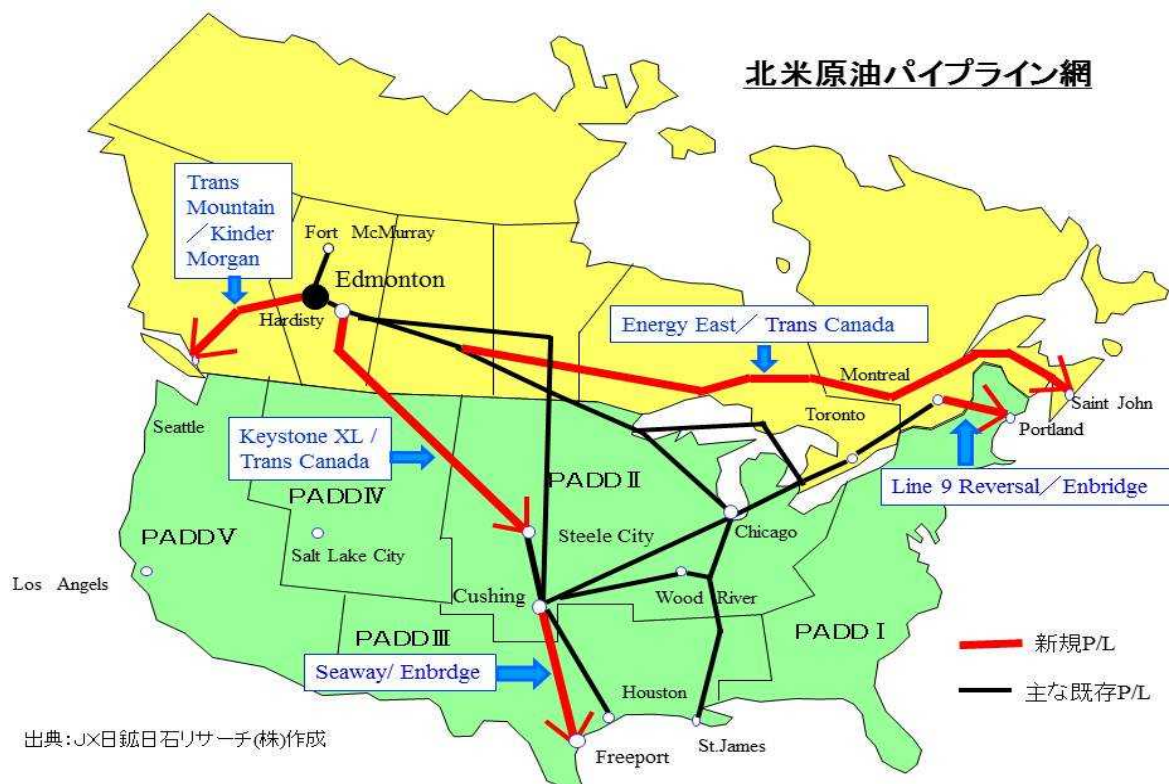 北米原油パイプライン網
Trans
Mountain
／Kinder
Morgan
Fort McMurray
Edmonton
Hardisty
Energy East／ Trans Canada
Montreal
Toronto
Saint John
Portland
Line 9 Reversal／Enbridge
Seattle
Keystone XL /
Trans Canada
PADDⅡ
PADDⅣ
PADDⅤ
Steele City
Chicago
Salt Lake City
Los Angels
Cushing
Wood River
PADDⅢ
PADDⅠ
Seaway/ Enbrdge
Houston
新規P/L
主な既存P/L
St.James
Freeport
出典：JX日鉱日石リサーチ(株)作成